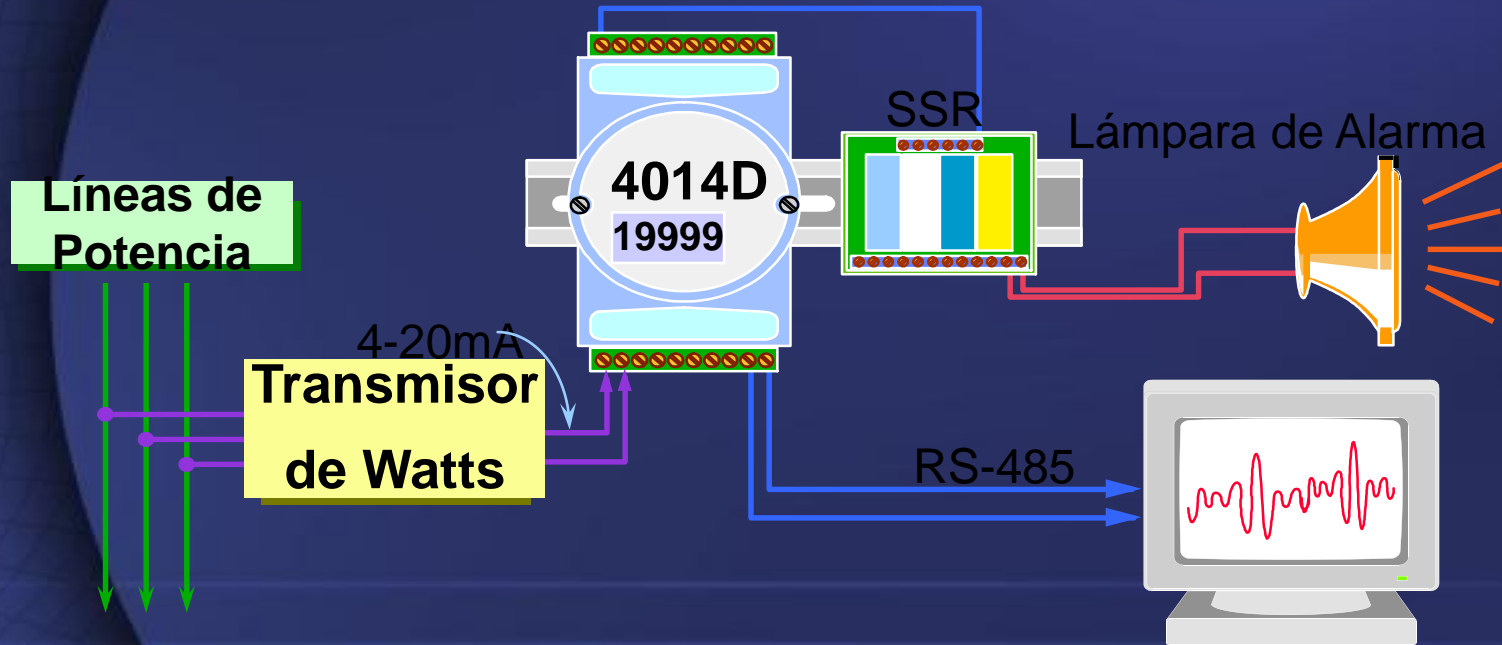 SSR
Lámpara de Alarma
4014D
19999
Líneas de
Potencia
4-20mA
Transmisor
de Watts
RS-485